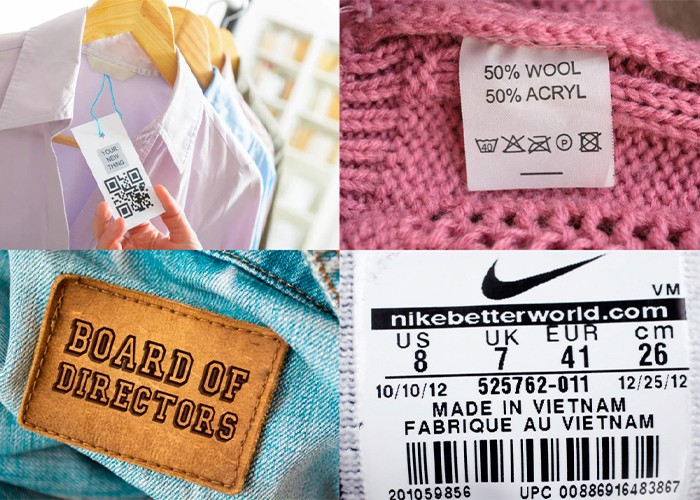 YOUR
NEW
THING
50% WOOL
50% ACRYL
40 P
BOARD OF
DIRECTORS
VM
nikebetterworld.com
US UK EUR cm
8 7 41 26
10/10/12 525762-011 12/25/12
MADE IN VIETNAM
FABRIQUE AU VIETNAM
201059856 UPC 00886916483867